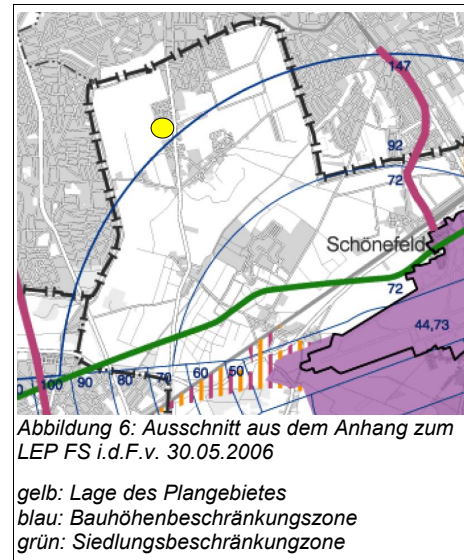 147
92
72
Schönefeld
72
44,73
100 90 80 70 60 50
Abbildung 6: Ausschnitt aus dem Anhang zum
LEP FS i.d.F.v. 30.05.2006
gelb: Lage des Plangebietes
blau: Bauhöhenbeschränkungszone
grün: Siedlungsbeschränkungzone